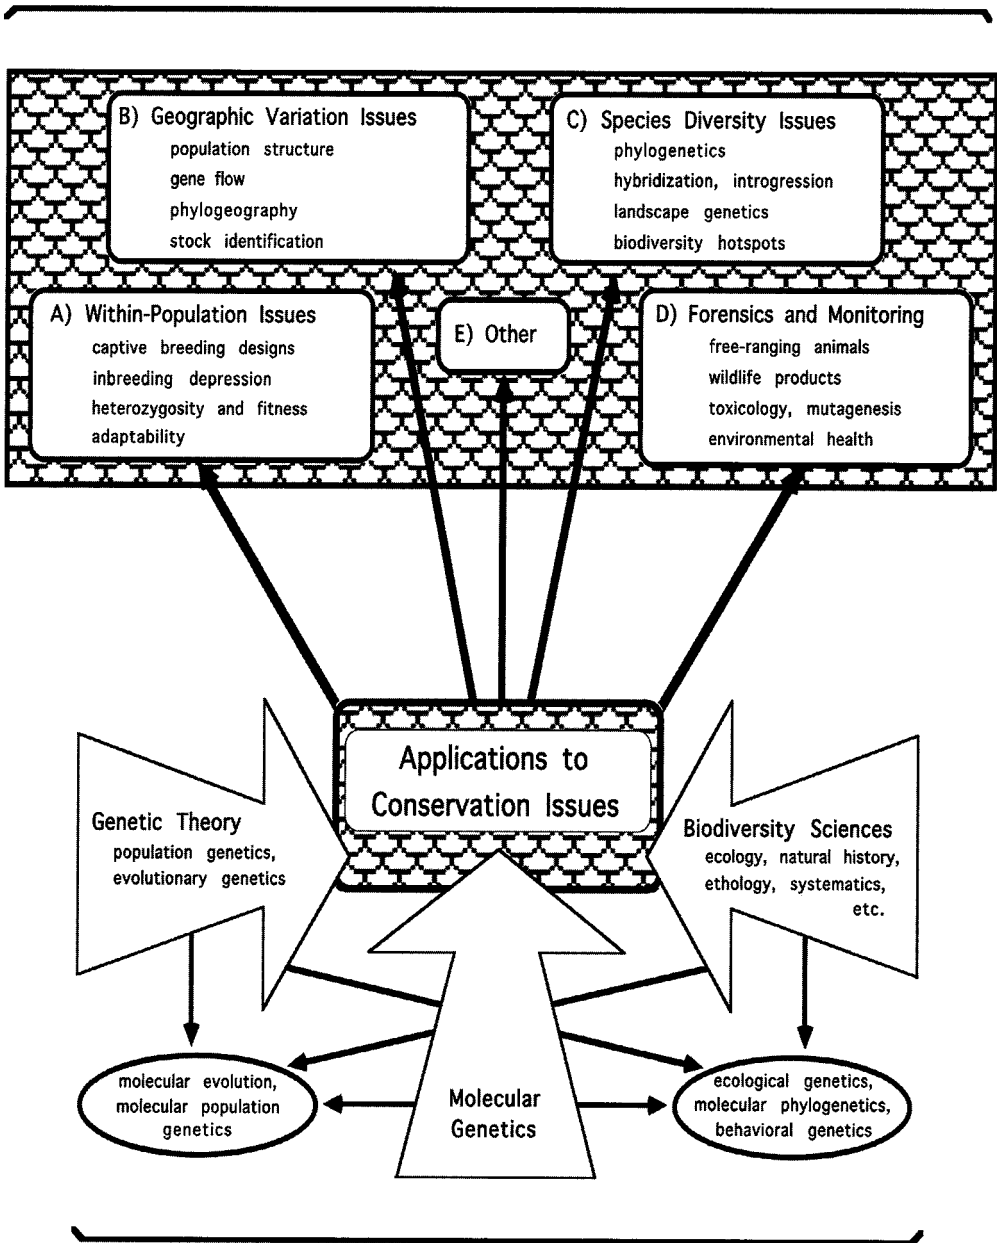 B) Geographic Variation Issues
population structure
gene flow
phylogeography
stock identification
C) Species Diversity Issues
phylogenetics
hybridization, introgression
landscape genetics
biodiversity hotspots
A) Within-Population Issues
captive breeding designs
inbreeding depression
heterozygosity and fitness
adaptability
E) Other
D) Forensics and Monitoring
free-ranging animals
wildlife products
toxicology, mutagenesis
environmental health
Applications to
Conservation Issues
Genetic Theory
population genetics,
evolutionary genetics
Biodiversity Sciences
ecology, natural history,
ethology, systematics,
etc.
molecular evolution,
molecular population
genetics
Molecular
Genetics
ecological genetics,
molecular phylogenetics,
behavioral genetics